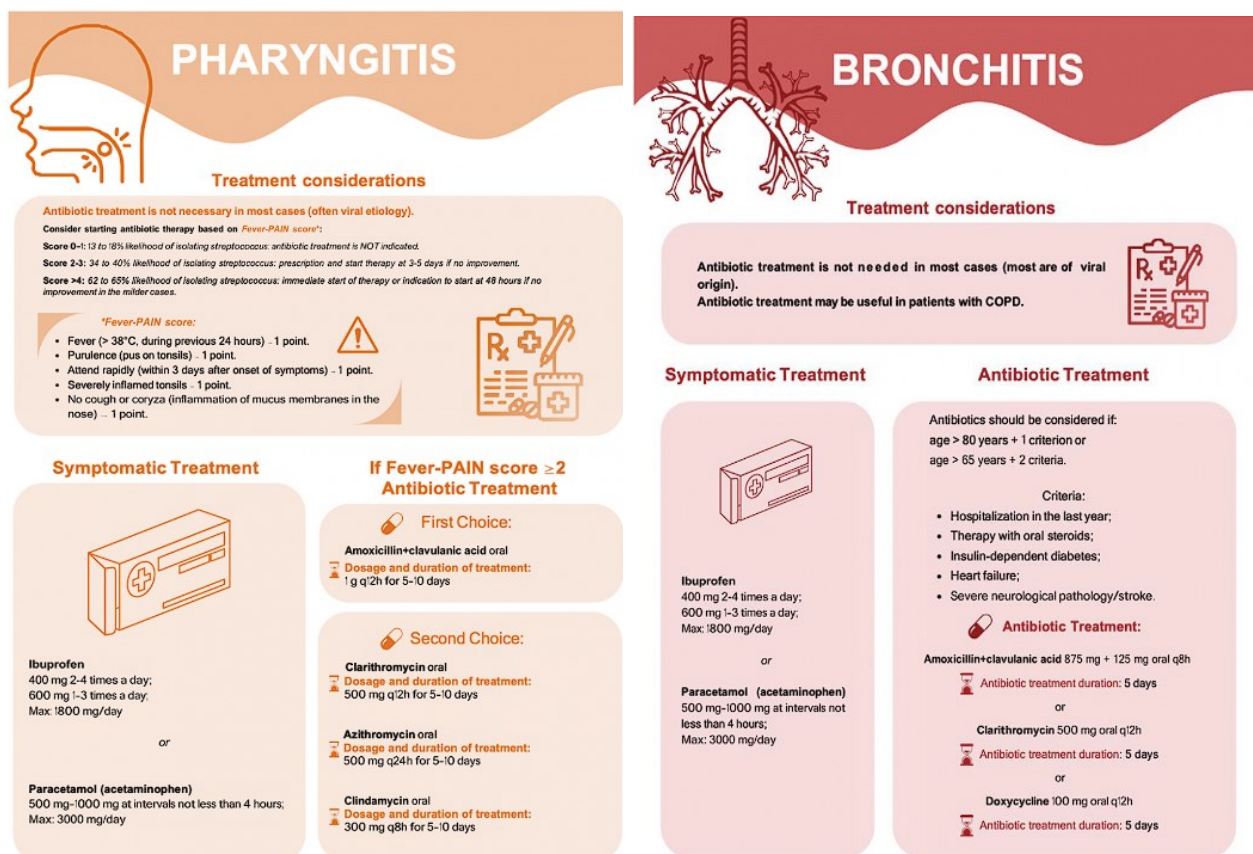 PHARYNGITIS
Treatment considerations
Antibiotic treatment is not necessary in most cases (often viral etiology).
Consider starting antibiotic therapy based on Fever-PAIN score*:
Score 0-1: 13 to 18% likelihood of isolating streptococcus: antibiotic treatment is NOT indicated.
Score 2-3: 34 to 40% likelihood of isolating streptococcus: prescription and start therapy at 3-5 days if no improvement.
Score >4: 62 to 65% likelihood of isolating streptococcus: immediate start of therapy or indication to start at 48 hours if no
improvement in the milder cases.
*Fever-PAIN score:
• Fever (> 38°C, during previous 24 hours) – 1 point.
• Purulence (pus on tonsils) – 1 point.
• Attend rapidly (within 3 days after onset of symptoms) – 1 point.
• Severely inflamed tonsils – 1 point.
• No cough or coryza (inflammation of mucus membranes in the
nose) – 1 point.
Rx
Symptomatic Treatment
Ibuprofen
400 mg 2-4 times a day;
600 mg 1-3 times a day;
Max: 1800 mg/day
or
Paracetamol (acetaminophen)
500 mg-1000 mg at intervals not less than 4 hours;
Max: 3000 mg/day
If Fever-PAIN score ≥2
Antibiotic Treatment
First Choice:
Amoxicillin+clavulanic acid oral
Dosage and duration of treatment:
1 g q12h for 5-10 days
Second Choice:
Clarithromycin oral
Dosage and duration of treatment:
500 mg q12h for 5-10 days
Azithromycin oral
Dosage and duration of treatment:
500 mg q24h for 5-10 days
Clindamycin oral
Dosage and duration of treatment:
300 mg q8h for 5-10 days
BRONCHITIS
Treatment considerations
Antibiotic treatment is not needed in most cases (most are of viral
origin).
Antibiotic treatment may be useful in patients with COPD.
Rx
Symptomatic Treatment
Ibuprofen
400 mg 2-4 times a day;
600 mg 1-3 times a day;
Max: 1800 mg/day
or
Paracetamol (acetaminophen)
500 mg-1000 mg at intervals not
less than 4 hours;
Max: 3000 mg/day
Antibiotic Treatment
Antibiotics should be considered if:
age > 80 years + 1 criterion or
age > 65 years + 2 criteria.
Criteria:
• Hospitalization in the last year;
• Therapy with oral steroids;
• Insulin-dependent diabetes;
• Heart failure;
• Severe neurological pathology/stroke.
Antibiotic Treatment:
Amoxicillin+clavulanic acid 875 mg + 125 mg oral q8h
Antibiotic treatment duration: 5 days
or
Clarithromycin 500 mg oral q12h
Antibiotic treatment duration: 5 days
or
Doxycycline 100 mg oral q12h
Antibiotic treatment duration: 5 days